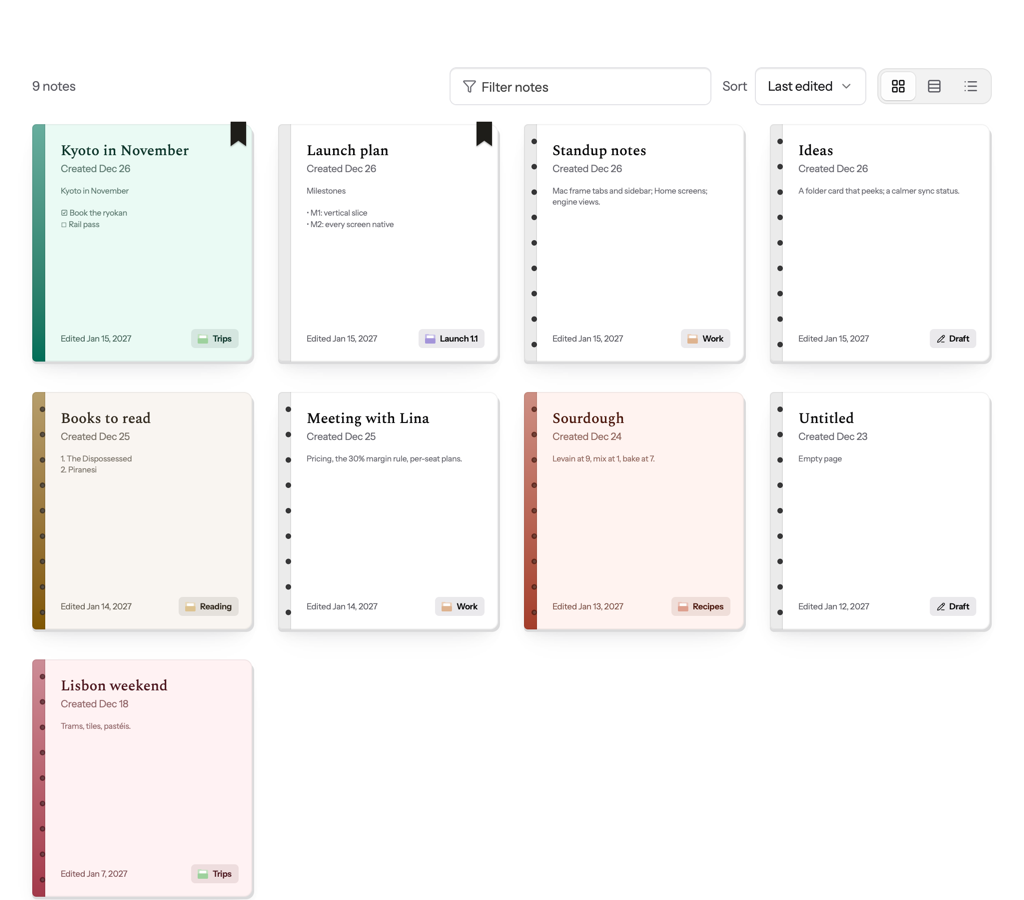 9 notes
Filter notes
Sort
Last edited
Kyoto in November
Created Dec 26
Kyoto in November
☑ Book the ryokan
☐ Rail pass
Edited Jan 15, 2027
Trips
Launch plan
Created Dec 26
Milestones
• M1: vertical slice
• M2: every screen native
Edited Jan 15, 2027
Launch 1.1
Standup notes
Created Dec 26
Mac frame tabs and sidebar; Home screens;
engine views.
Edited Jan 15, 2027
Work
Ideas
Created Dec 26
A folder card that peeks; a calmer sync status.
Edited Jan 15, 2027
Draft
Books to read
Created Dec 25
1. The Dispossessed
2. Piranesi
Edited Jan 14, 2027
Reading
Meeting with Lina
Created Dec 25
Pricing, the 30% margin rule, per-seat plans.
Edited Jan 14, 2027
Work
Sourdough
Created Dec 24
Levain at 9, mix at 1, bake at 7.
Edited Jan 13, 2027
Recipes
Untitled
Created Dec 23
Empty page
Edited Jan 12, 2027
Draft
Lisbon weekend
Created Dec 18
Trams, tiles, pastéis.
Edited Jan 7, 2027
Trips